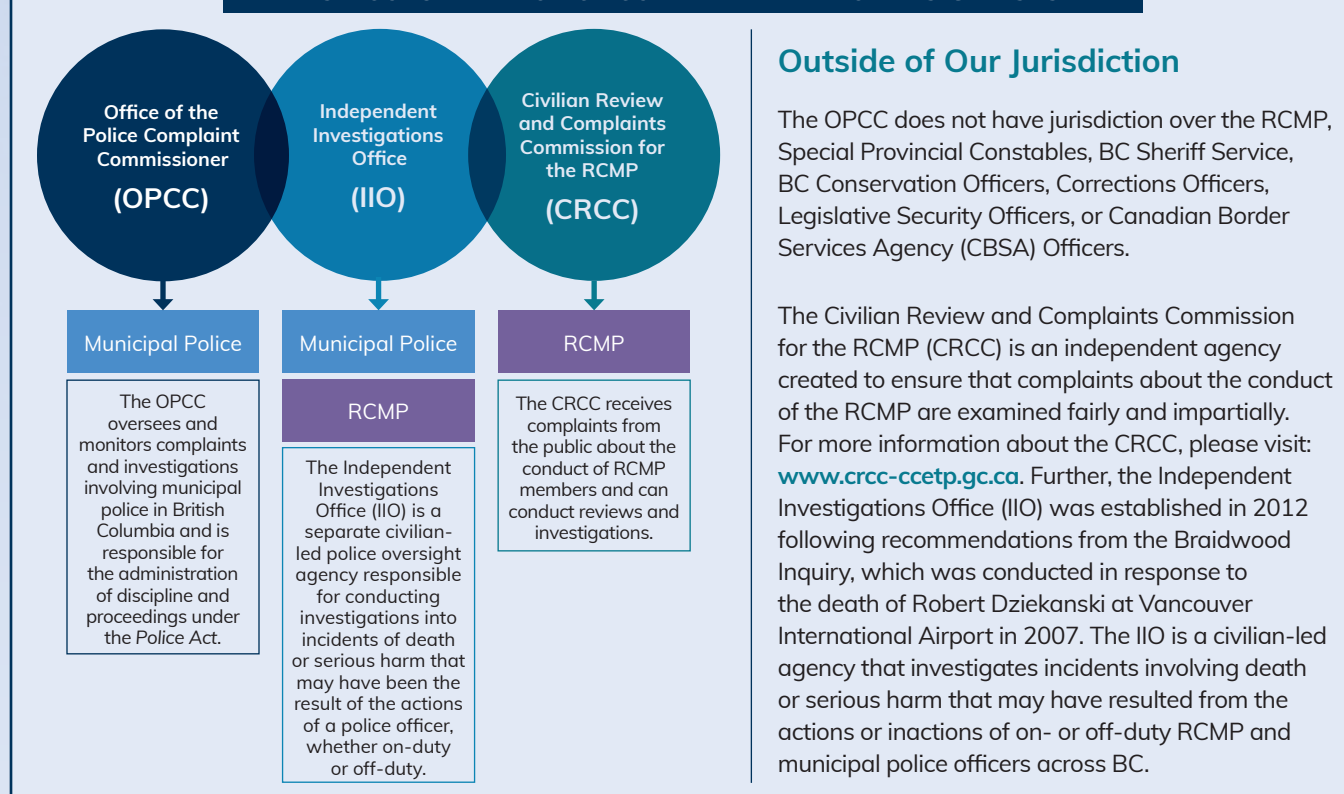 Office of the
Police Complaint
Commissioner
(OPCC)
Independent
Investigations
Office
(IIO)
Civilian Review
and Complaints
Commission for
the RCMP
(CRCC)
Municipal Police
The OPCC
oversees and
monitors complaints
and investigations
involving municipal
police in British
Columbia and is
responsible for
the administration
of discipline and
proceedings under
the Police Act.
Municipal Police
RCMP
The Independent
Investigations
Office (IIO) is a
separate civilian-
led police oversight
agency responsible
for conducting
investigations into
incidents of death
or serious harm that
may have been the
result of the actions
of a police officer,
whether on-duty
or off-duty.
RCMP
The CRCC receives
complaints from
the public about the
conduct of RCMP
members and can
conduct reviews and
investigations.
Outside of Our Jurisdiction
The OPCC does not have jurisdiction over the RCMP,
Special Provincial Constables, BC Sheriff Service,
BC Conservation Officers, Corrections Officers,
Legislative Security Officers, or Canadian Border
Services Agency (CBSA) Officers.
The Civilian Review and Complaints Commission
for the RCMP (CRCC) is an independent agency
created to ensure that complaints about the conduct
of the RCMP are examined fairly and impartially.
For more information about the CRCC, please visit:
www.crcc-ccetp.gc.ca. Further, the Independent
Investigations Office (IIO) was established in 2012
following recommendations from the Braidwood
Inquiry, which was conducted in response to
the death of Robert Dziekanski at Vancouver
International Airport in 2007. The IIO is a civilian-led
agency that investigates incidents involving death
or serious harm that may have resulted from the
actions or inactions of on- or off-duty RCMP and
municipal police officers across BC.